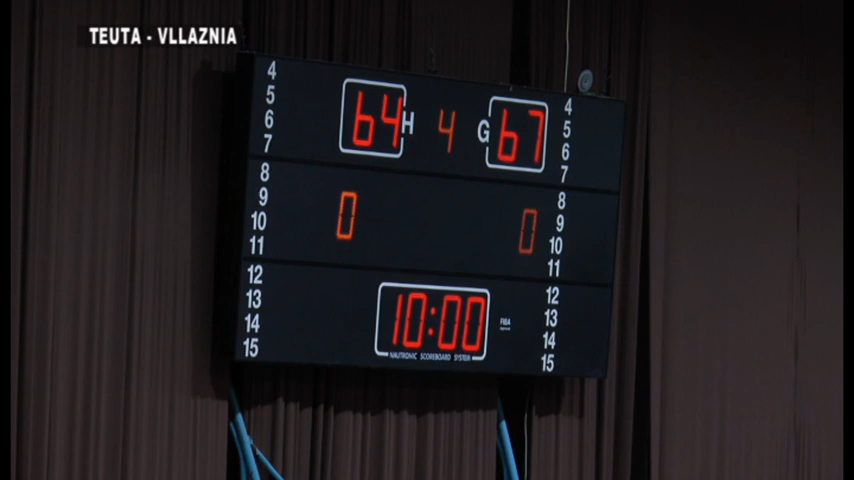 TEUTA - VLLAZNIA
4 64 H 4 G 67 4
5 5
6 6
7 7
8 8
9 0 0 9
10 10
11 11
12 12
13 10:00 FIBA 13
14 14
NAUTRONIC SCOREBOARD SYSTEM
15 15